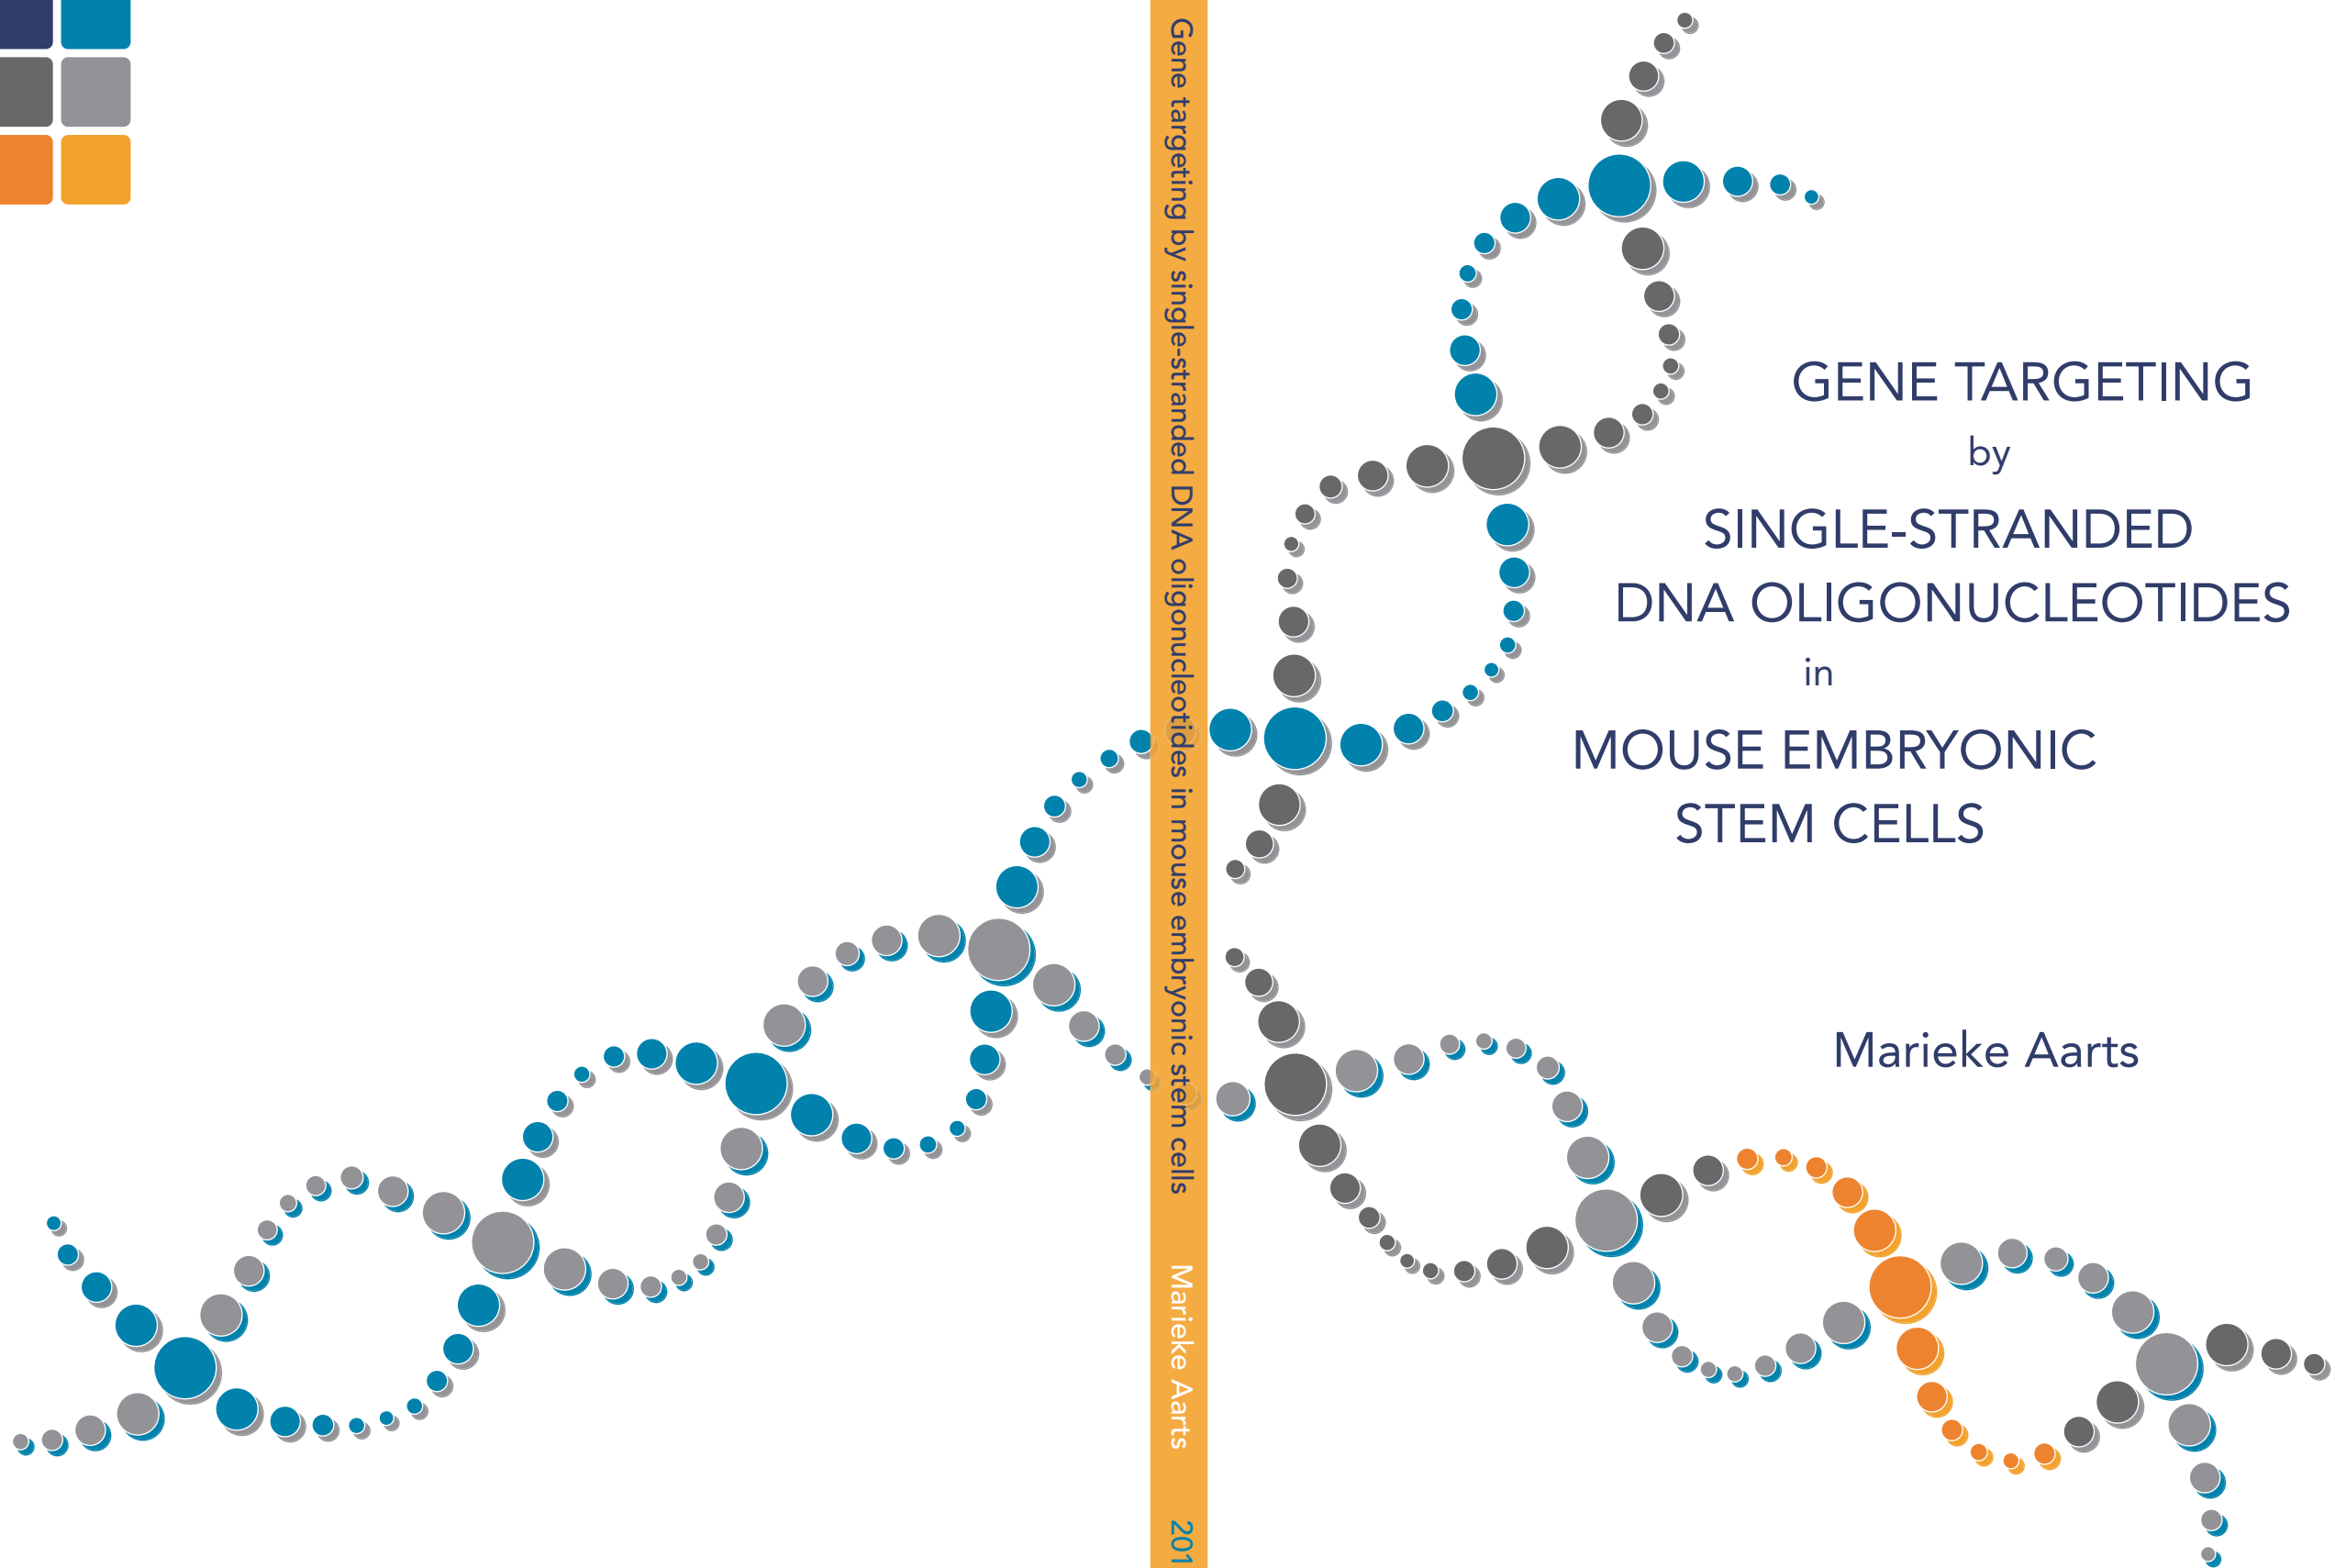 Gene targeting by single-stranded DNA oligonucleotides in mouse embryonic stem cells Marieke Aarts 201
GENE TARGETING
by
SINGLE-STRANDED
DNA OLIGONUCLEOTIDES
in
MOUSE EMBRYONIC
STEM CELLS
Marieke Aarts